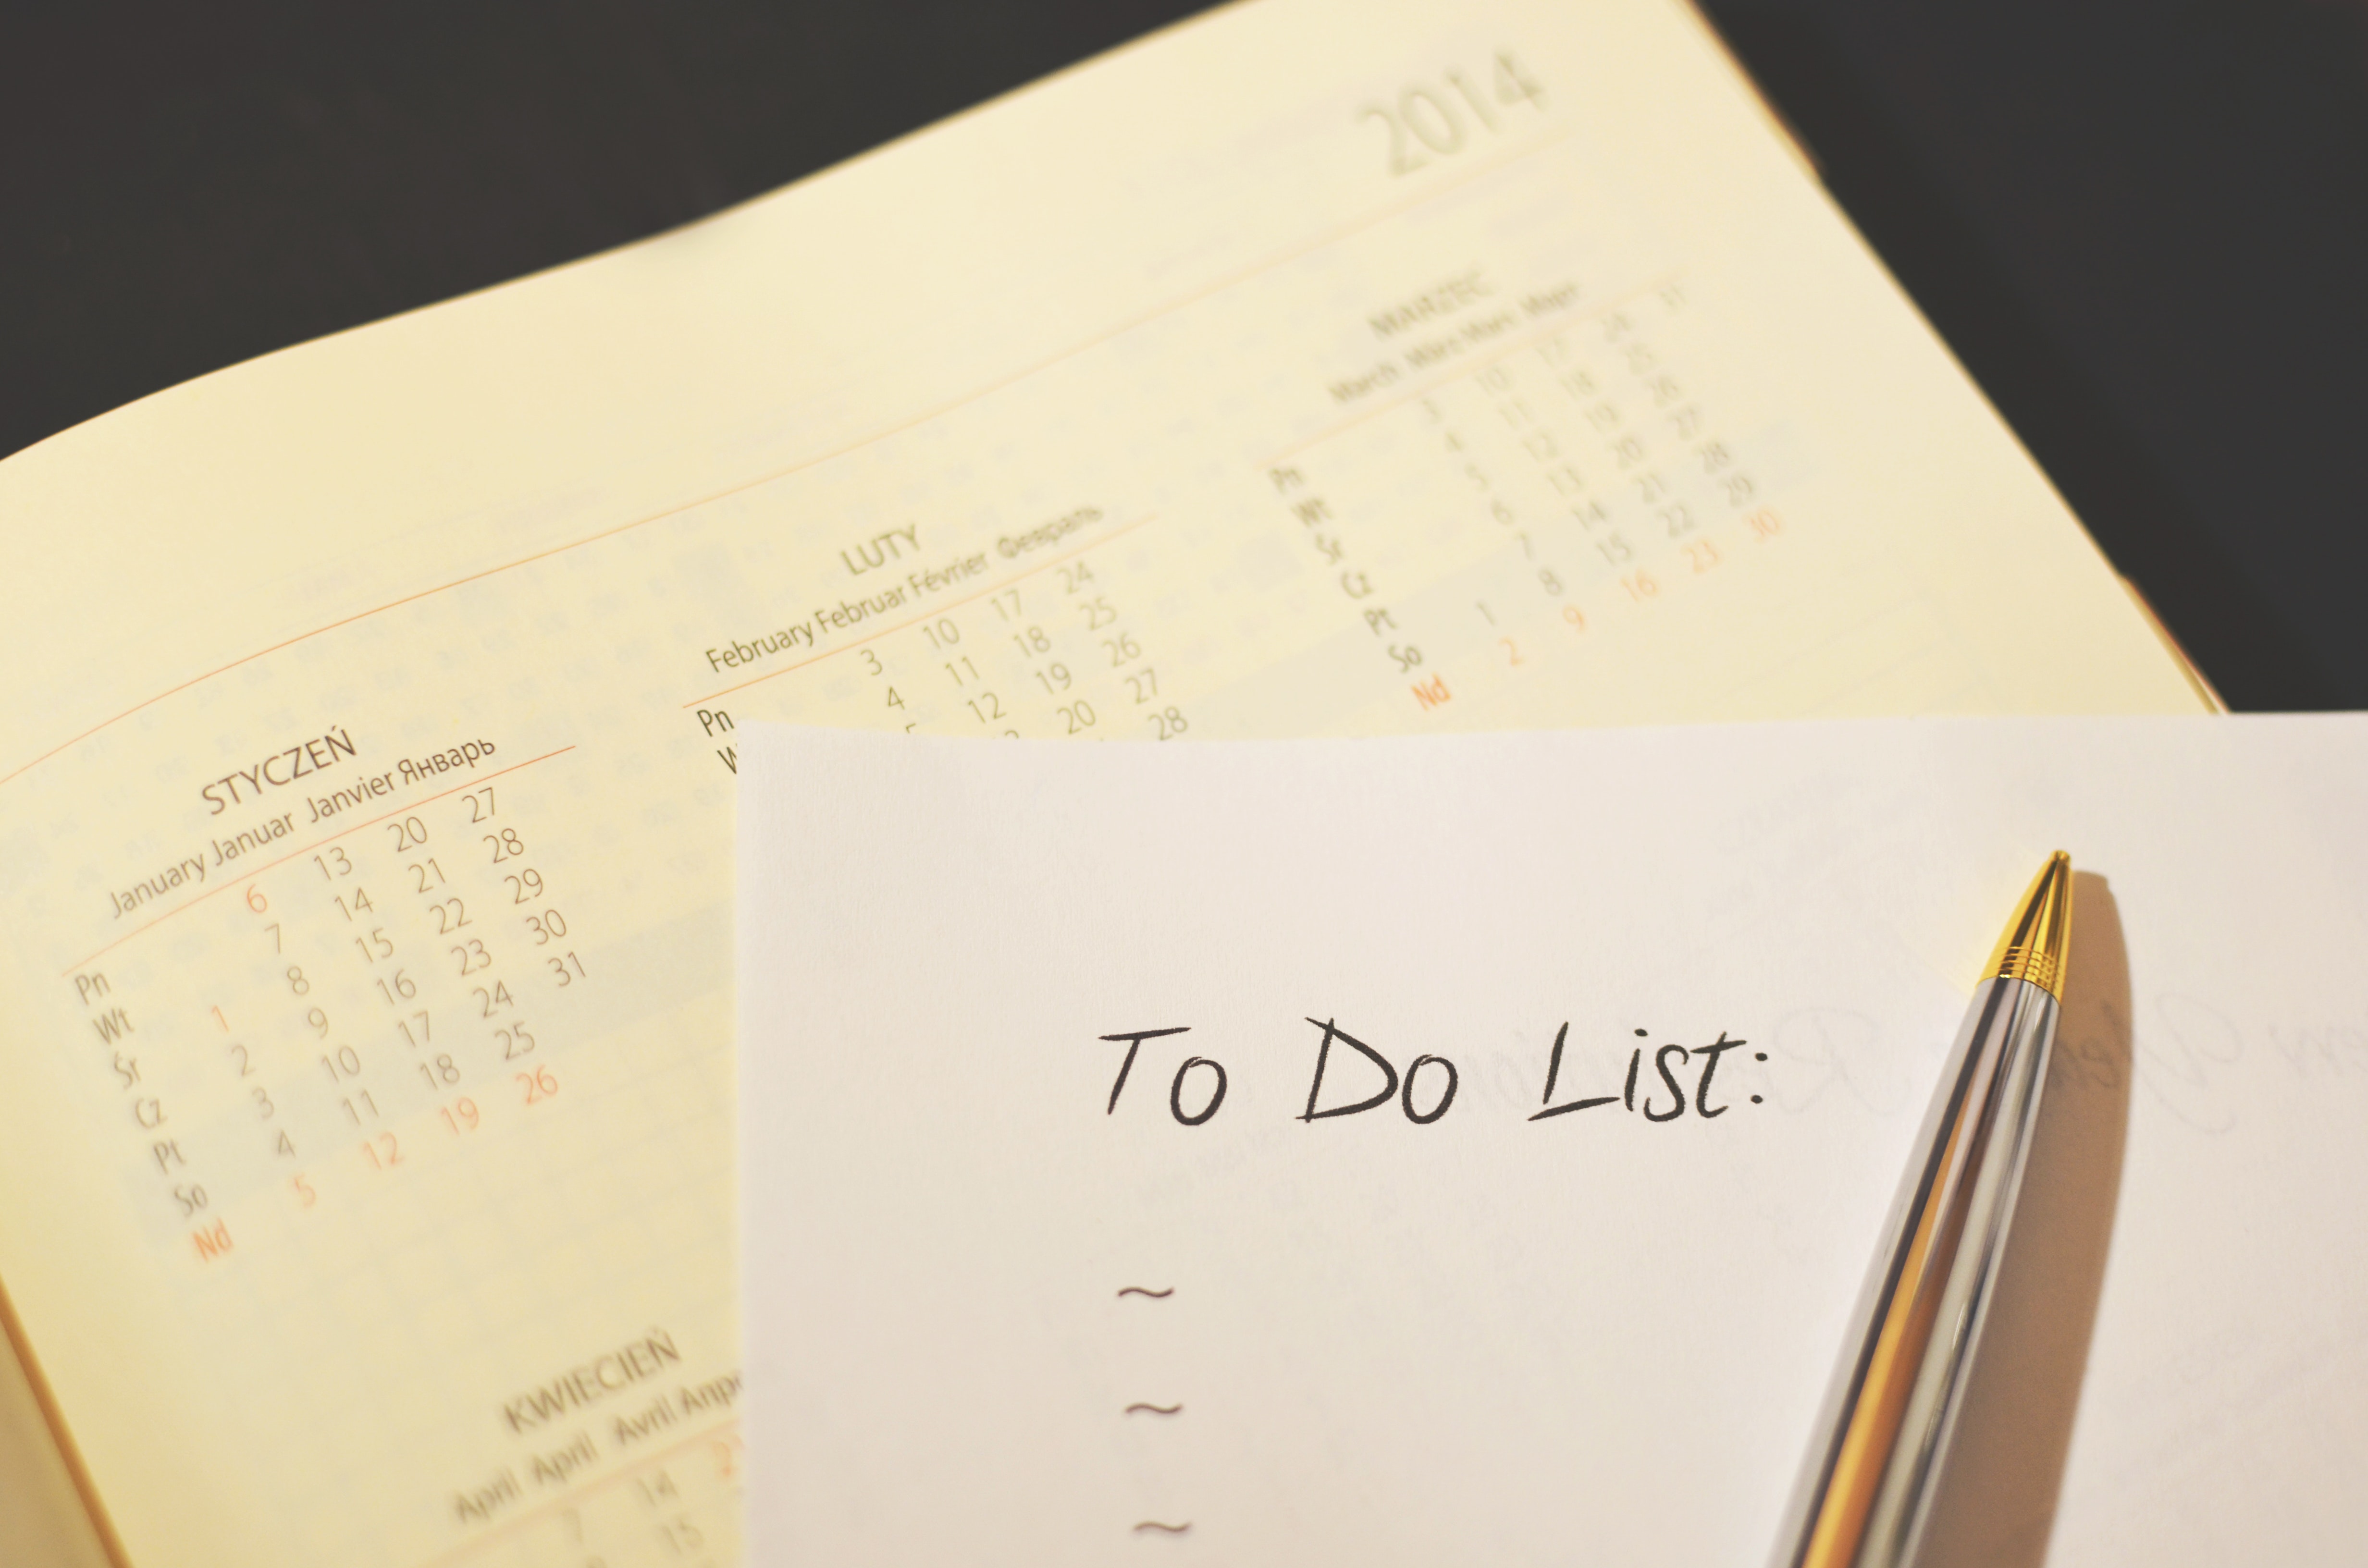 2014
STYCZEŃ
January Januar Janvier Январь
Pn 6 13 20 27
Wt 7 14 21 28
Śr 1 8 15 22 29
Cz 2 9 16 23 30
Pt 3 10 17 24 31
So 4 11 18 25
Nd 5 12 19 26
LUTY
February Februar Février Февраль
Pn 3 10 17 24
4 11 18 25
12 19 26
20 27
28
MARZEC
March März Mars Март
Pn 3 10 17 24 31
Wt 4 11 18 25
Śr 5 12 19 26
Cz 6 13 20 27
Pt 7 14 21 28
So 1 8 15 22 29
Nd 2 9 16 23 30
KWIECIEŃ
April April Avril
7 14
15
To Do List:
~
~
~